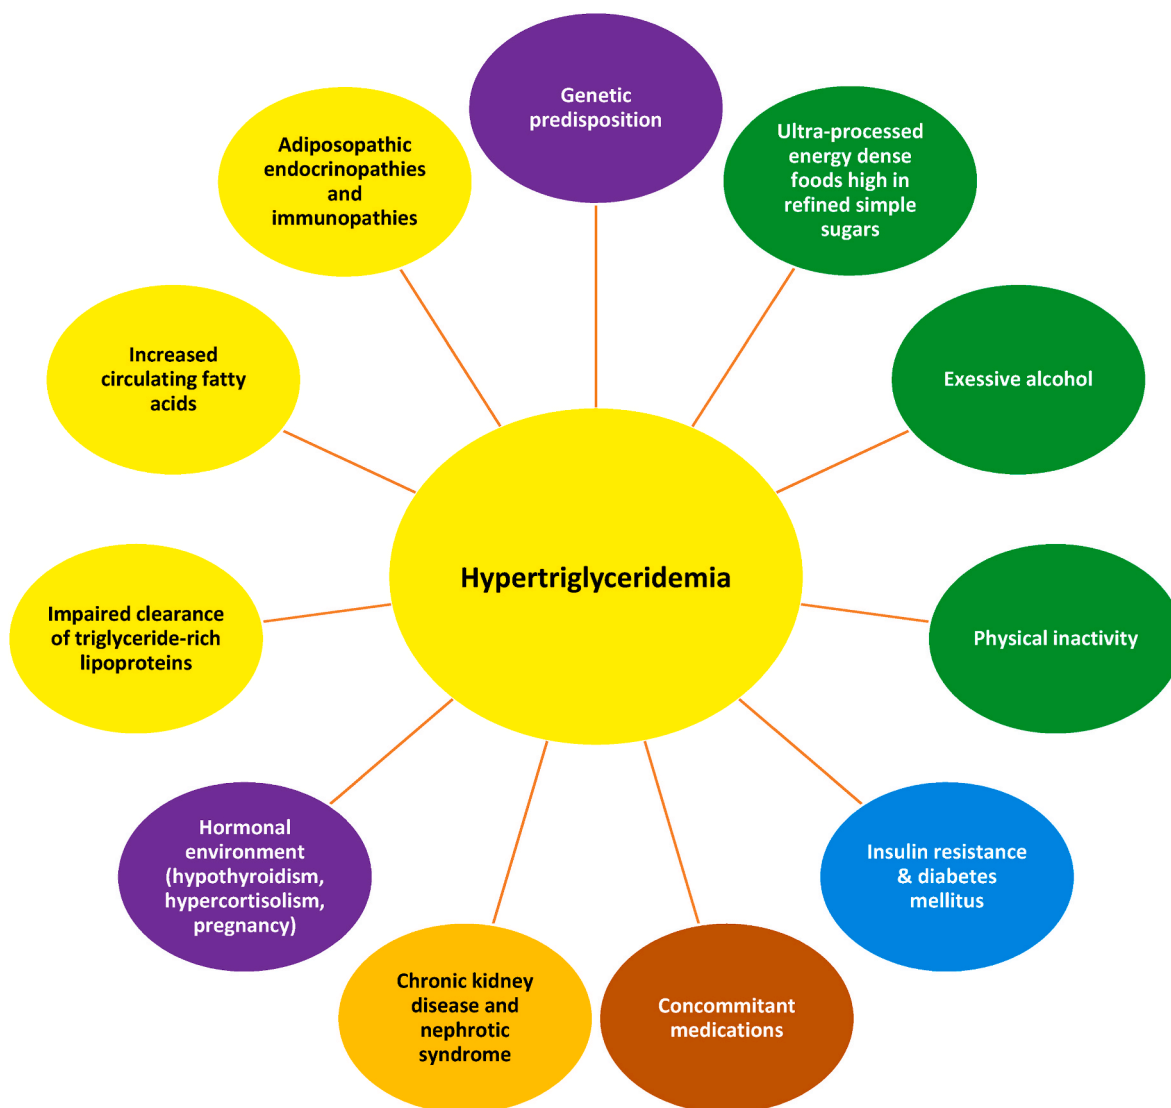 Genetic
predisposition
Ultra-processed
energy dense
foods high in
refined simple
sugars
Exessive alcohol
Physical inactivity
Insulin resistance
& diabetes
mellitus
Concommitant
medications
Chronic kidney
disease and
nephrotic
syndrome
Hormonal
environment
(hypothyroidism,
hypercortisolism,
pregnancy)
Impaired clearance
of triglyceride-rich
lipoproteins
Increased
circulating fatty
acids
Adiposopathic
endocrinopathies
and
immunopathies
Hypertriglyceridemia